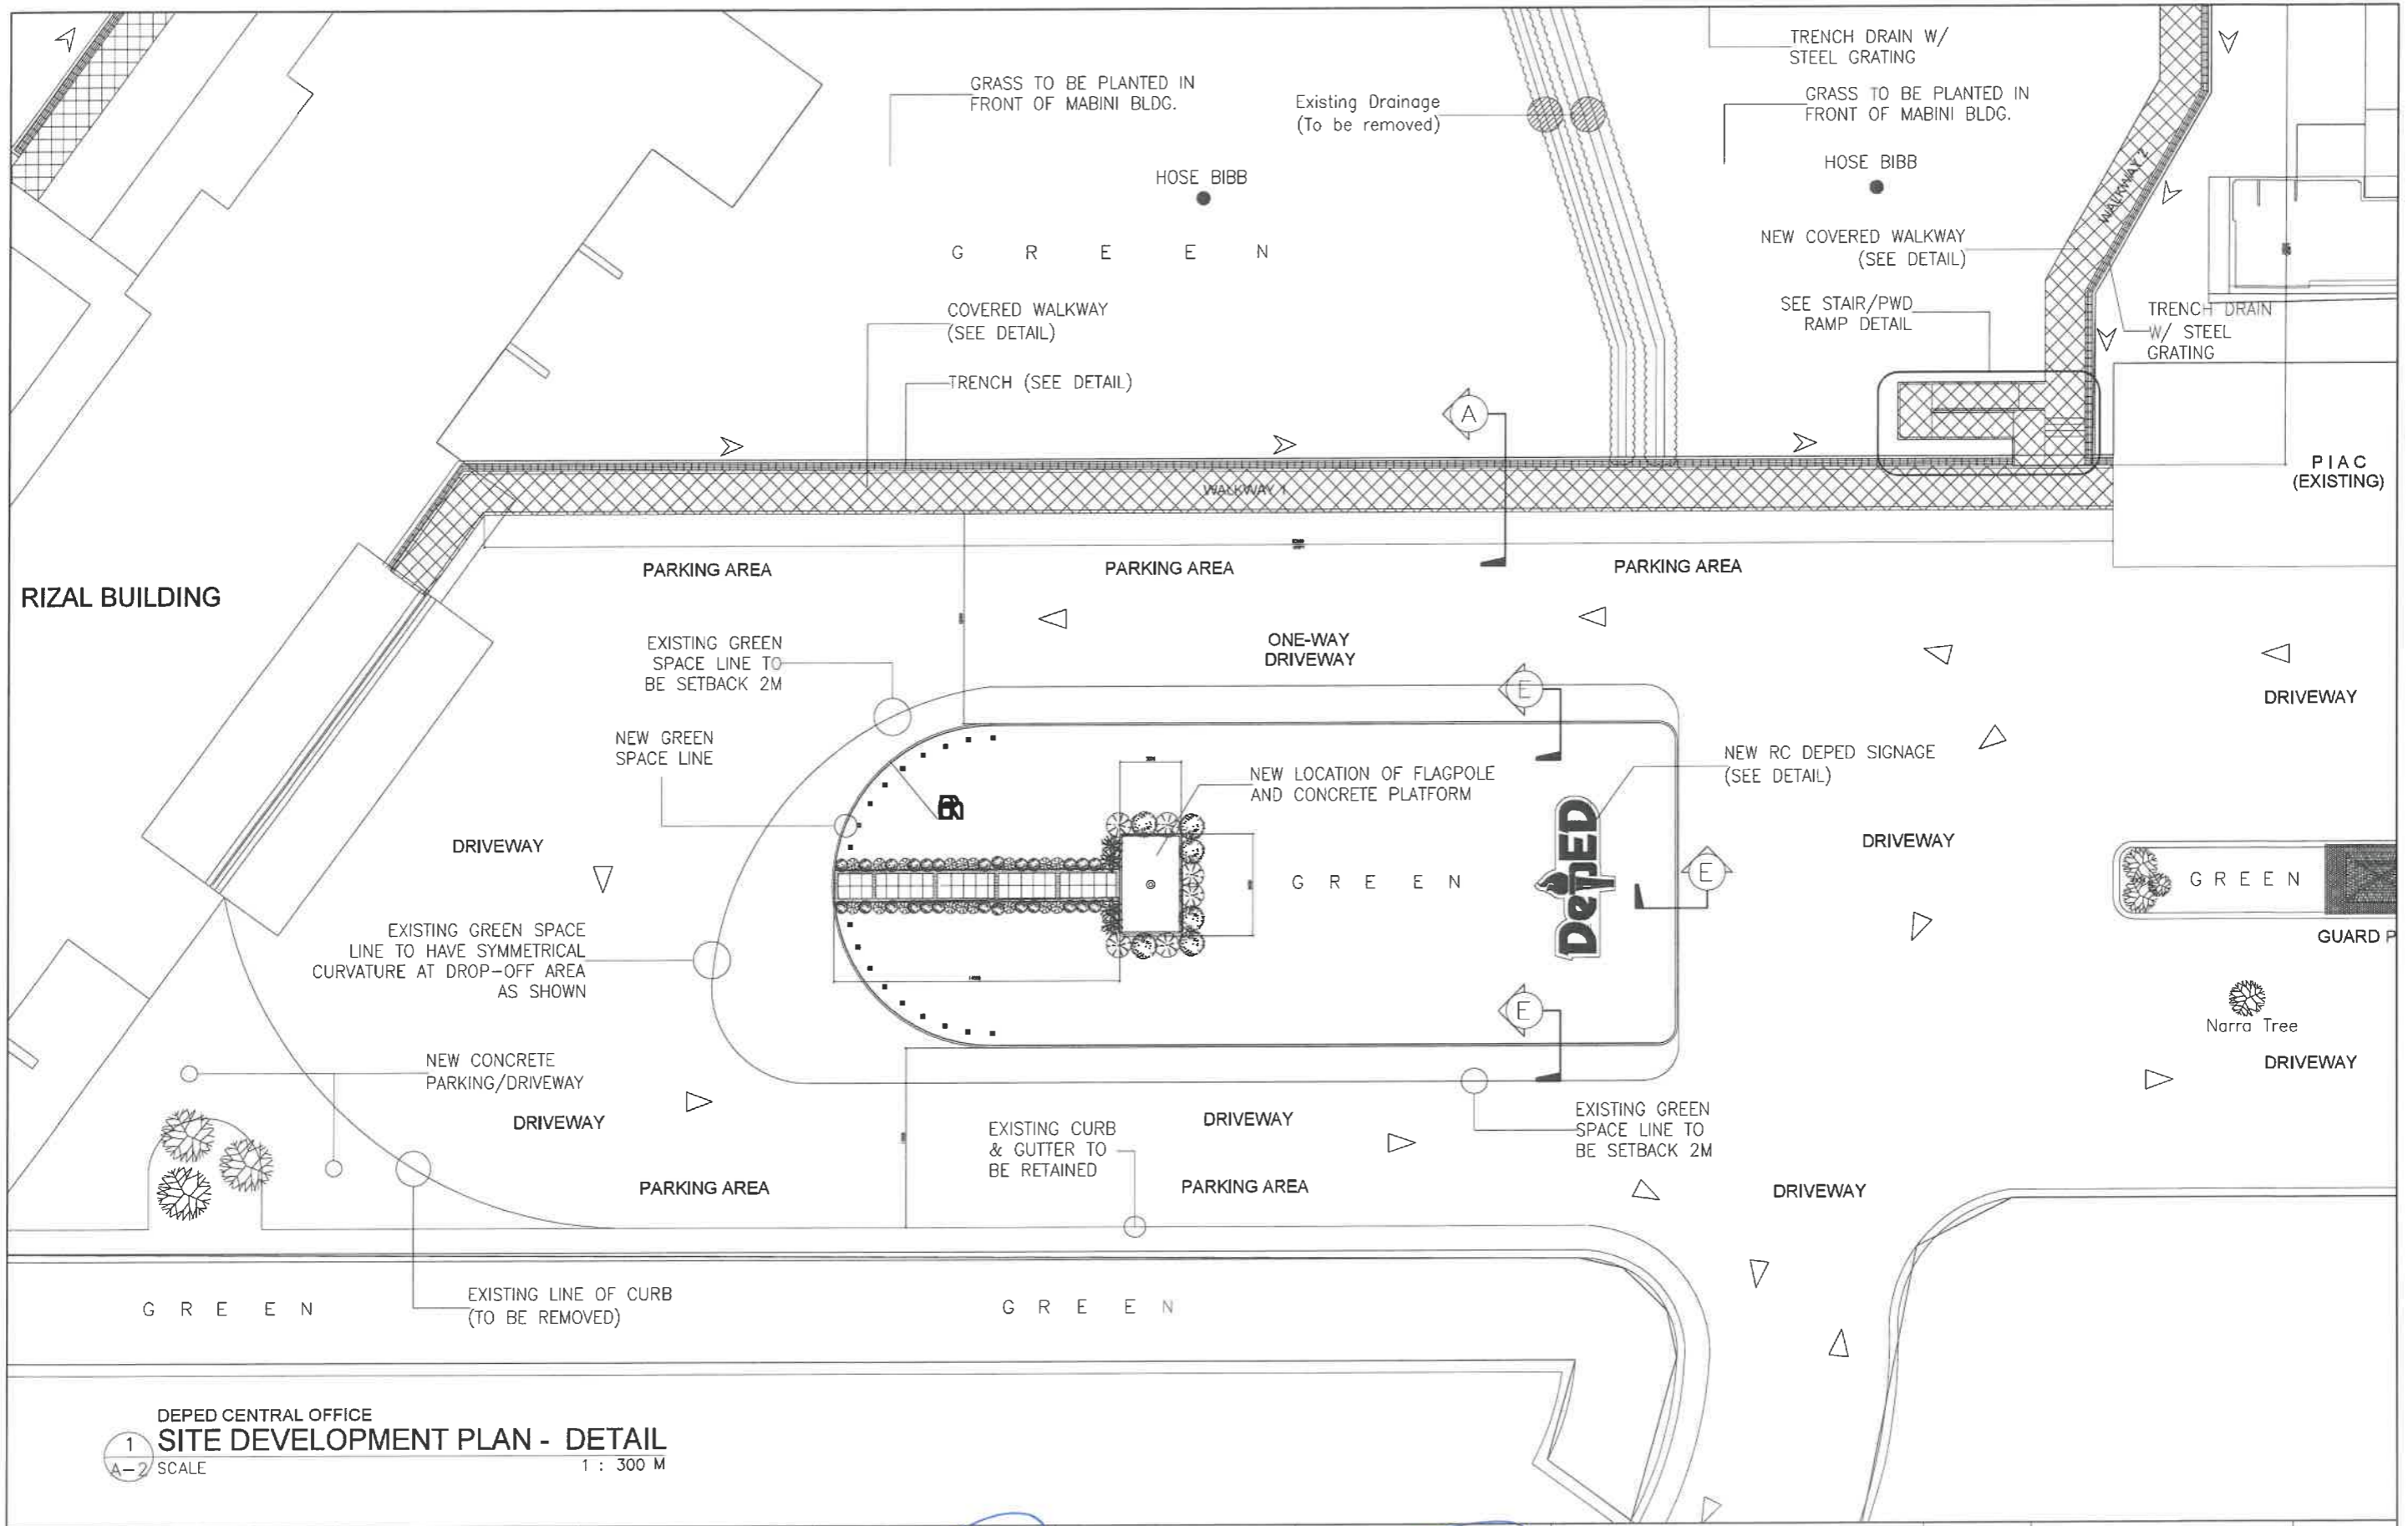 TRENCH DRAIN W/
STEEL GRATING
GRASS TO BE PLANTED IN
FRONT OF MABINI BLDG.
Existing Drainage
(To be removed)
GRASS TO BE PLANTED IN
FRONT OF MABINI BLDG.
HOSE BIBB
HOSE BIBB
WALKWAY 2
G R E E N
NEW COVERED WALKWAY
(SEE DETAIL)
COVERED WALKWAY
(SEE DETAIL)
SEE STAIR/PWD
RAMP DETAIL
TRENCH DRAIN
W/ STEEL
GRATING
TRENCH (SEE DETAIL)
A
PIAC
(EXISTING)
WALKWAY 1
PARKING AREA
PARKING AREA
PARKING AREA
RIZAL BUILDING
ONE-WAY
DRIVEWAY
EXISTING GREEN
SPACE LINE TO
BE SETBACK 2M
E
DRIVEWAY
NEW GREEN
SPACE LINE
NEW RC DEPED SIGNAGE
(SEE DETAIL)
NEW LOCATION OF FLAGPOLE
AND CONCRETE PLATFORM
DRIVEWAY
DRIVEWAY
DepED
E
G R E E N
G R E E N
GUARD P
EXISTING GREEN SPACE
LINE TO HAVE SYMMETRICAL
CURVATURE AT DROP-OFF AREA
AS SHOWN
E
Narra Tree
NEW CONCRETE
PARKING/DRIVEWAY
DRIVEWAY
DRIVEWAY
DRIVEWAY
EXISTING CURB
& GUTTER TO
BE RETAINED
EXISTING GREEN
SPACE LINE TO
BE SETBACK 2M
PARKING AREA
PARKING AREA
DRIVEWAY
EXISTING LINE OF CURB
(TO BE REMOVED)
G R E E N
G R E E N
DEPED CENTRAL OFFICE
1 SITE DEVELOPMENT PLAN - DETAIL
A-2 SCALE 1 : 300 M